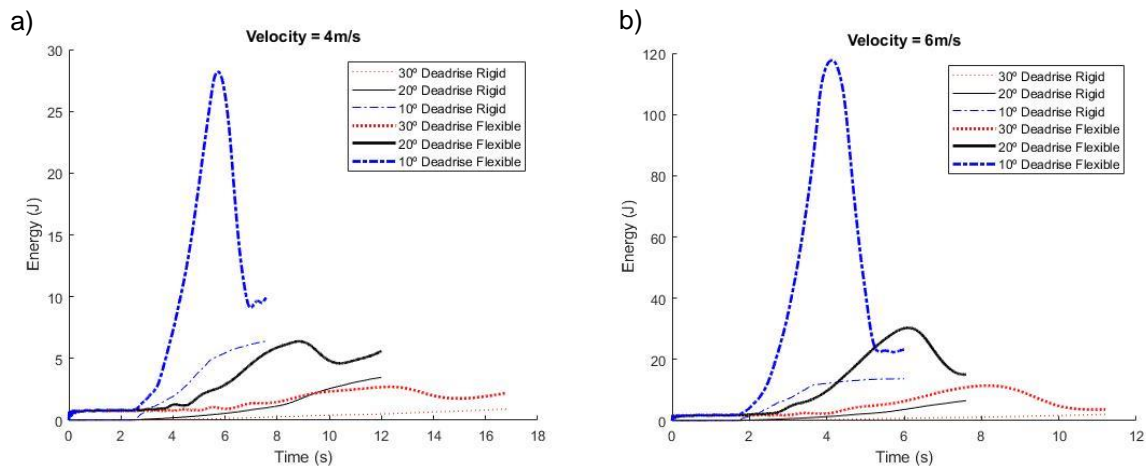 a)
Velocity = 4m/s
30
25
20
15
10
5
0
Energy (J)
0 2 4 6 8 10 12 14 16 18
Time (s)
30º Deadrise Rigid
20º Deadrise Rigid
10º Deadrise Rigid
30º Deadrise Flexible
20º Deadrise Flexible
10º Deadrise Flexible
b)
Velocity = 6m/s
120
100
80
60
40
20
0
Energy (J)
0 2 4 6 8 10 12
Time (s)
30º Deadrise Rigid
20º Deadrise Rigid
10º Deadrise Rigid
30º Deadrise Flexible
20º Deadrise Flexible
10º Deadrise Flexible